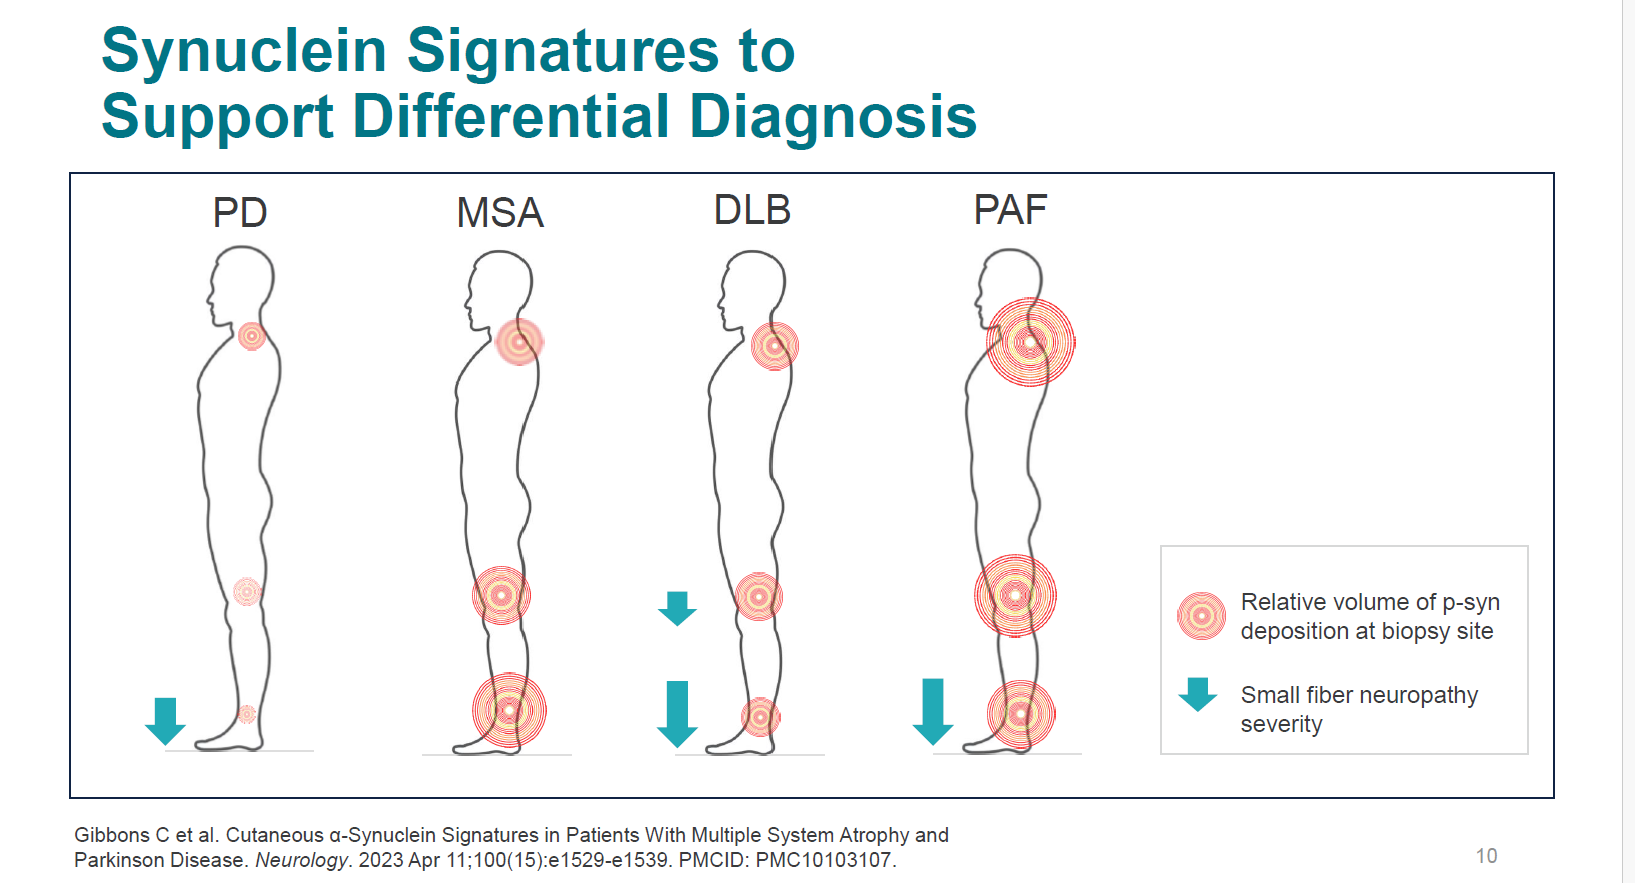 Synuclein Signatures to
Support Differential Diagnosis
PD
MSA
DLB
PAF
Relative volume of p-syn
deposition at biopsy site
Small fiber neuropathy
severity
Gibbons C et al. Cutaneous α-Synuclein Signatures in Patients With Multiple System Atrophy and
Parkinson Disease. Neurology. 2023 Apr 11;100(15):e1529-e1539. PMCID: PMC10103107.
10